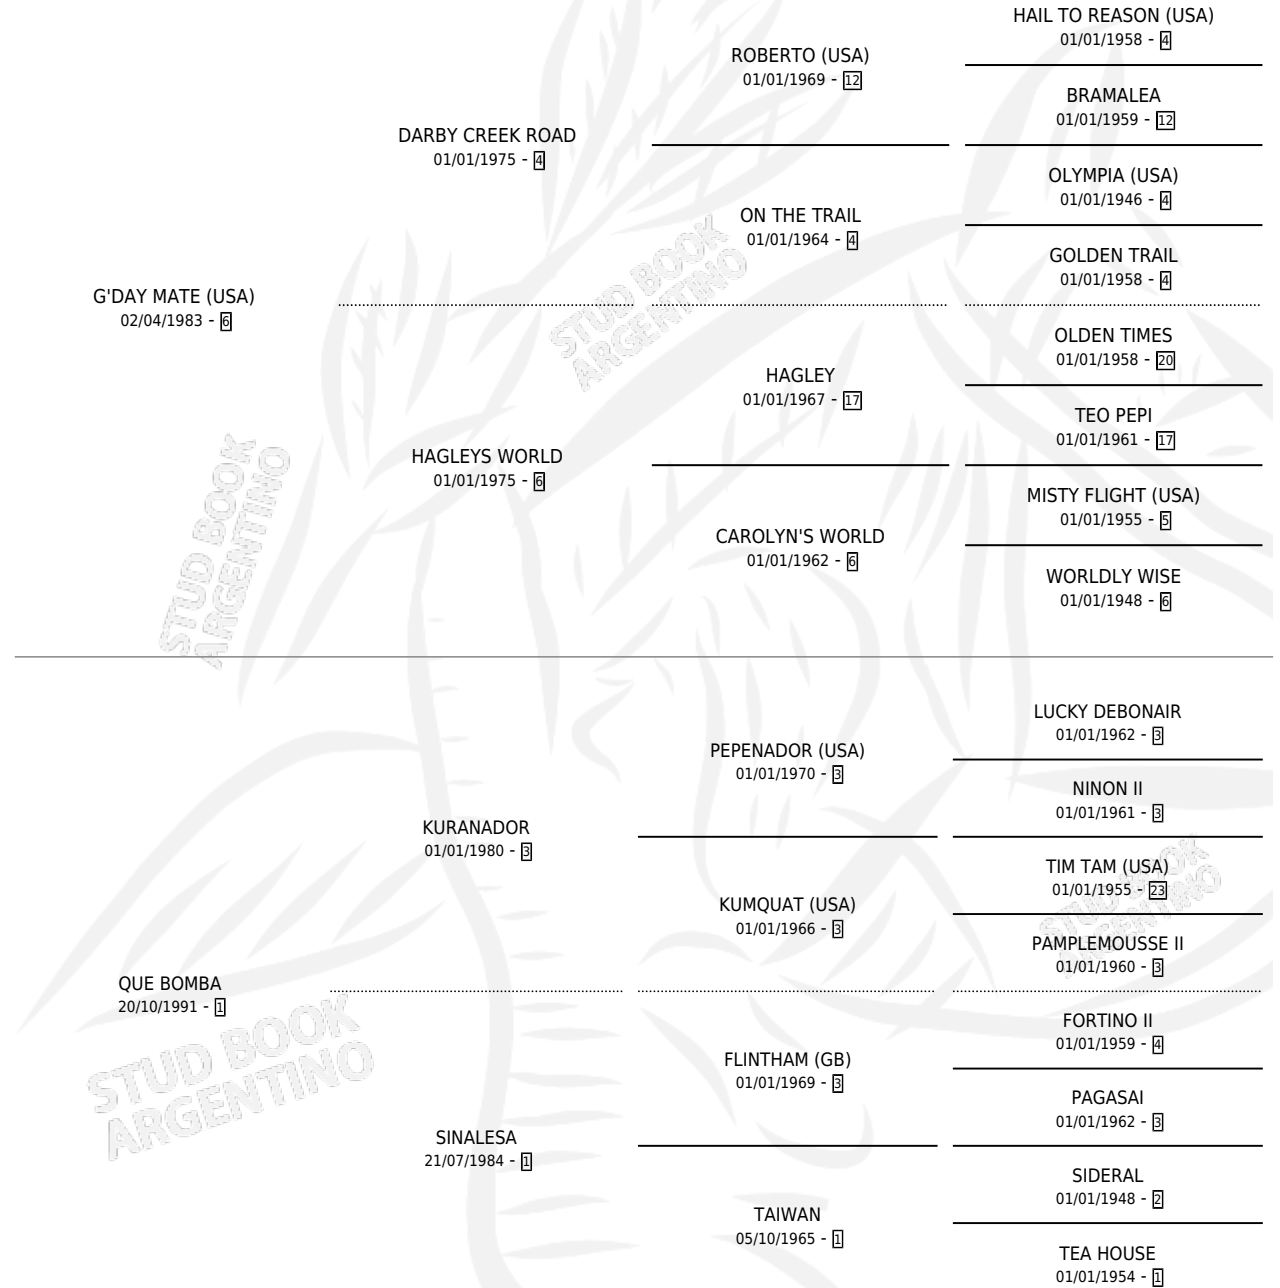 HAIL TO REASON (USA)
01/01/1958 - 4
ROBERTO (USA)
01/01/1969 - 12
BRAMALEA
01/01/1959 - 12
DARBY CREEK ROAD
01/01/1975 - 4
OLYMPIA (USA)
01/01/1946 - 4
ON THE TRAIL
01/01/1964 - 4
GOLDEN TRAIL
01/01/1958 - 4
G'DAY MATE (USA)
02/04/1983 - 6
OLDEN TIMES
01/01/1958 - 20
HAGLEY
01/01/1967 - 17
TEO PEPI
01/01/1961 - 17
HAGLEYS WORLD
01/01/1975 - 6
MISTY FLIGHT (USA)
01/01/1955 - 5
CAROLYN'S WORLD
01/01/1962 - 6
WORLDLY WISE
01/01/1948 - 6
STUD BOOK
ARGENTINO
STUD BOOK
ARGENTINO
LUCKY DEBONAIR
01/01/1962 - 3
PEPENADOR (USA)
01/01/1970 - 3
NINON II
01/01/1961 - 3
KURANADOR
01/01/1980 - 3
TIM TAM (USA)
01/01/1955 - 23
KUMQUAT (USA)
01/01/1966 - 3
PAMPLEMOUSSE II
01/01/1960 - 3
QUE BOMBA
20/10/1991 - 1
FORTINO II
01/01/1959 - 4
FLINTHAM (GB)
01/01/1969 - 3
PAGASAI
01/01/1962 - 3
SINALESA
21/07/1984 - 1
SIDERAL
01/01/1948 - 2
TAIWAN
05/10/1965 - 1
TEA HOUSE
01/01/1954 - 1
STUD BOOK
ARGENTINO
STUD BOOK
ARGENTINO